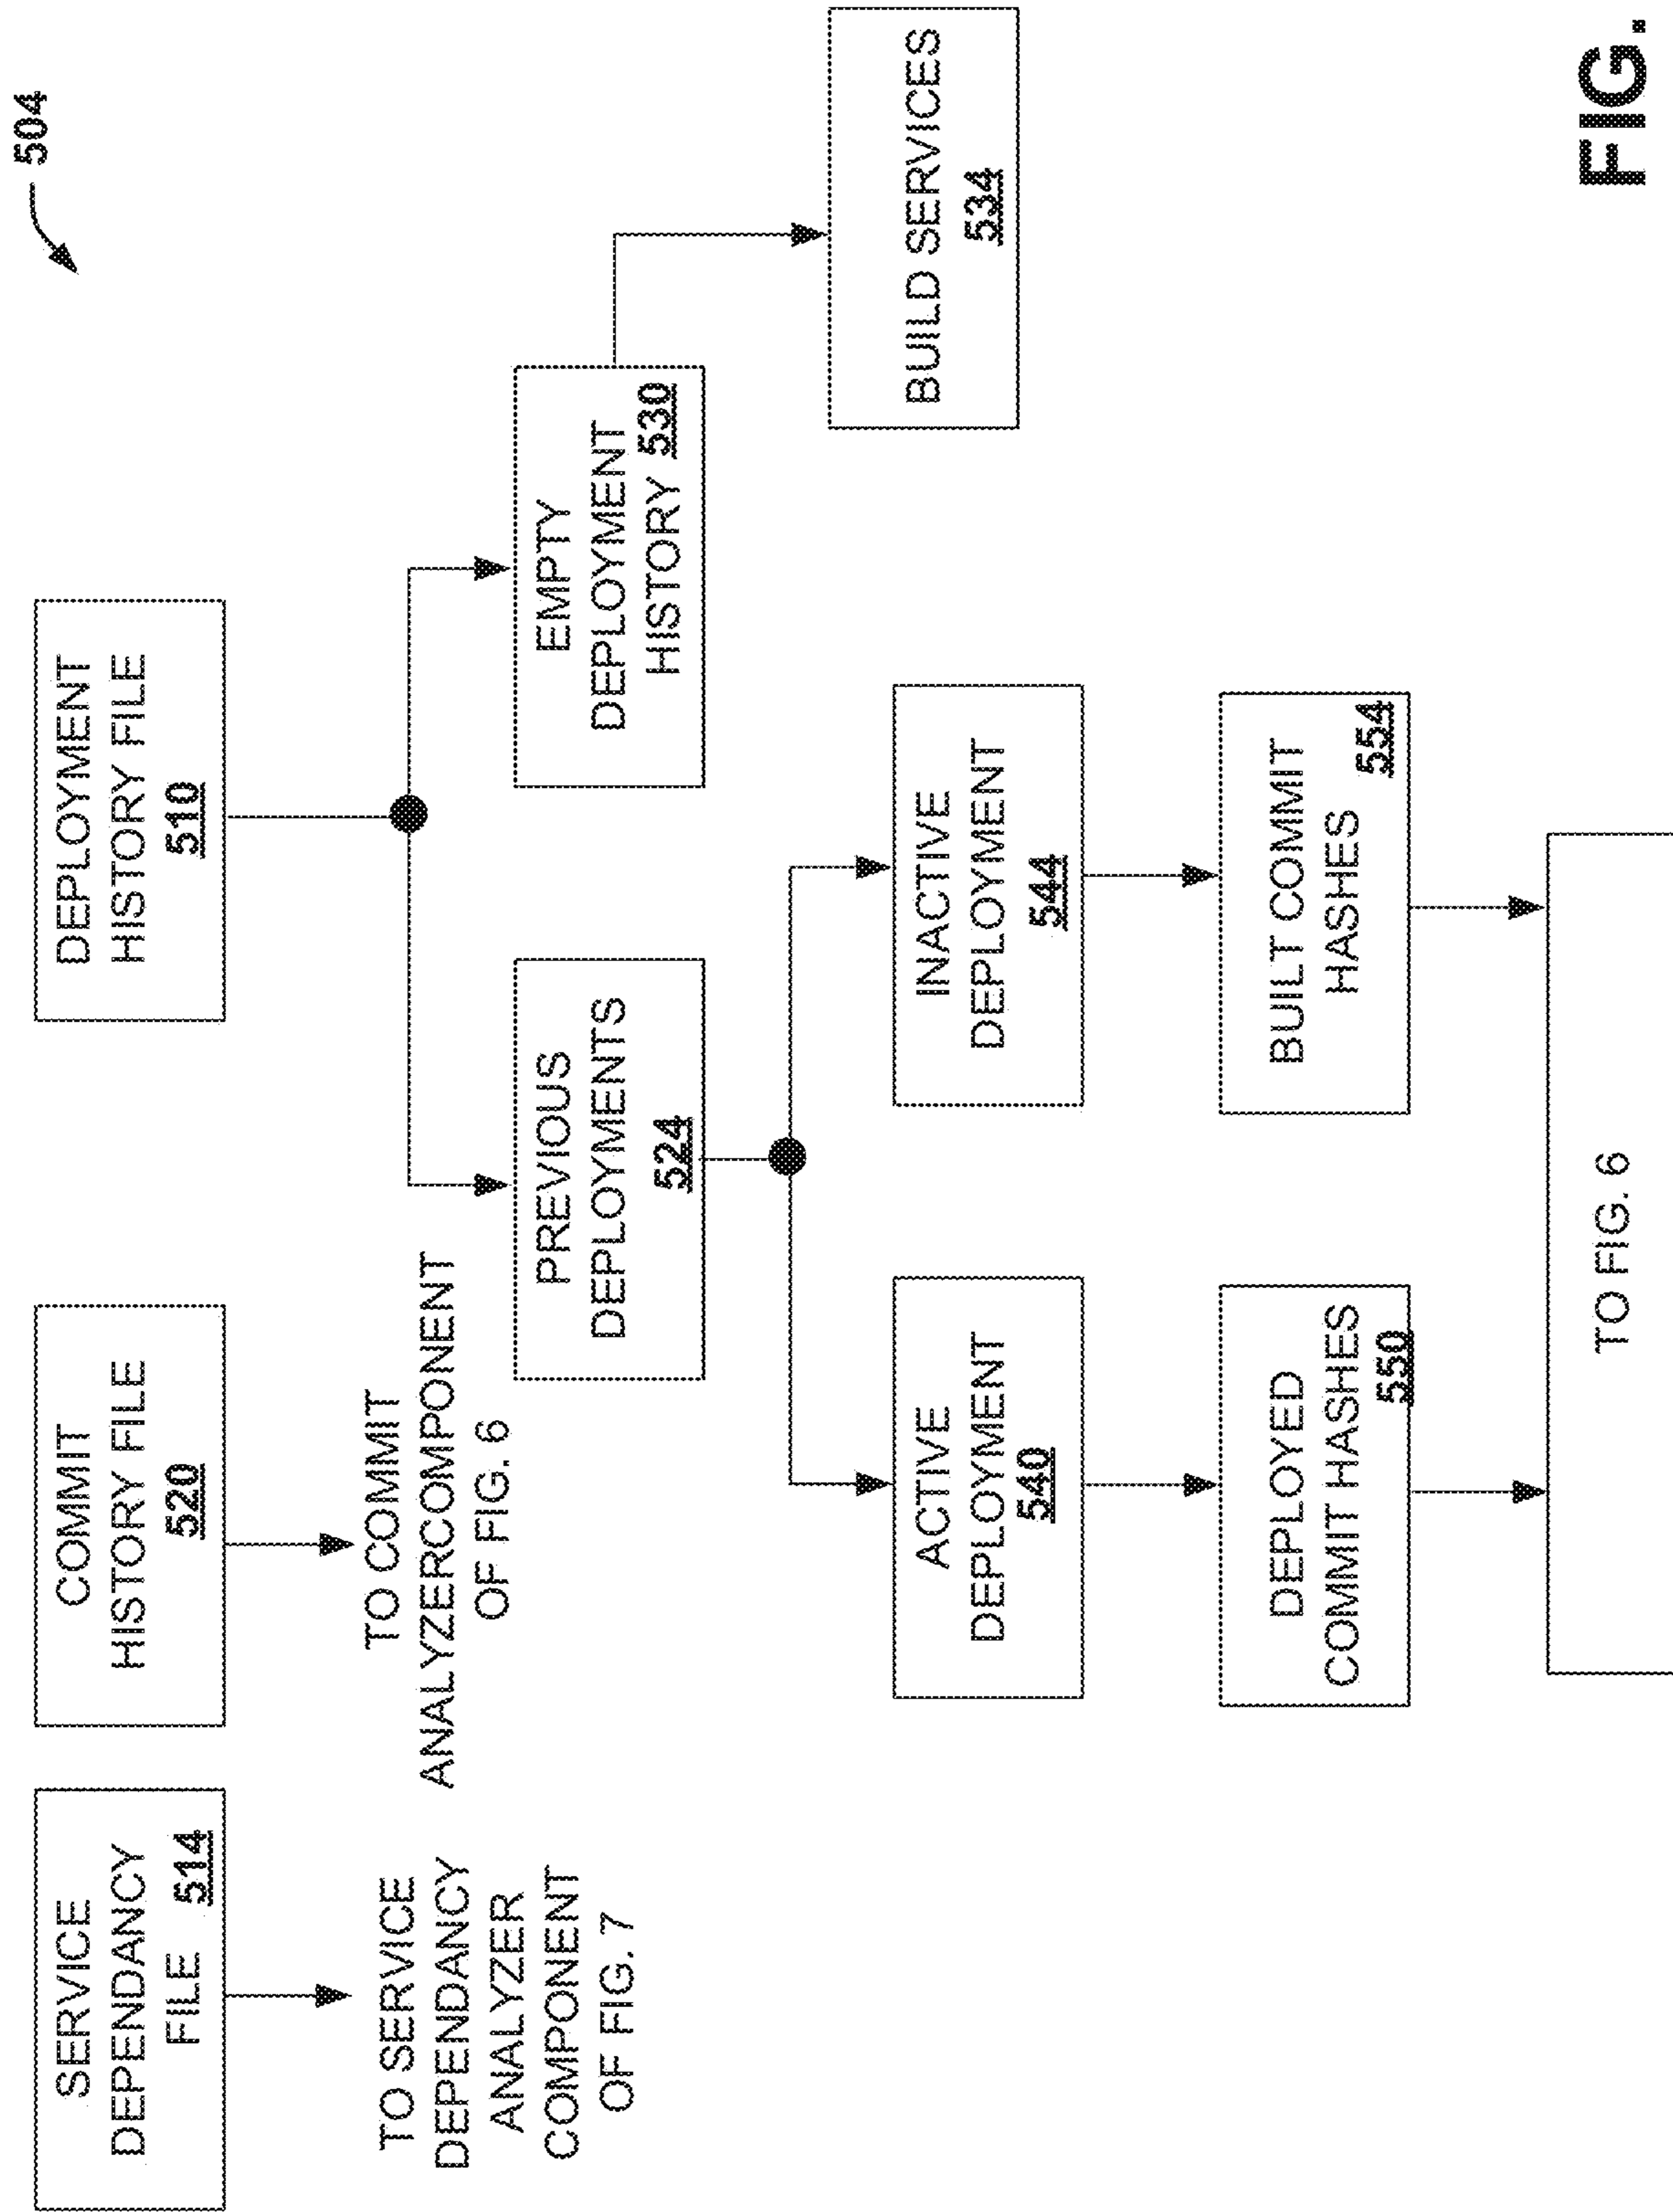 504
SERVICE
DEPENDANCY
FILE 514
COMMIT
HISTORY FILE
520
DEPLOYMENT
HISTORY FILE
510
TO SERVICE
DEPENDANCY
ANALYZER
COMPONENT
OF FIG. 7
TO COMMIT
ANALYZERCOMPONENT
OF FIG. 6
PREVIOUS
DEPLOYMENTS
524
EMPTY
DEPLOYMENT
HISTORY 530
BUILD SERVICES
534
ACTIVE
DEPLOYMENT
540
INACTIVE
DEPLOYMENT
544
DEPLOYED
COMMIT HASHES
550
BUILT COMMIT
HASHES 554
TO FIG. 6
FIG.